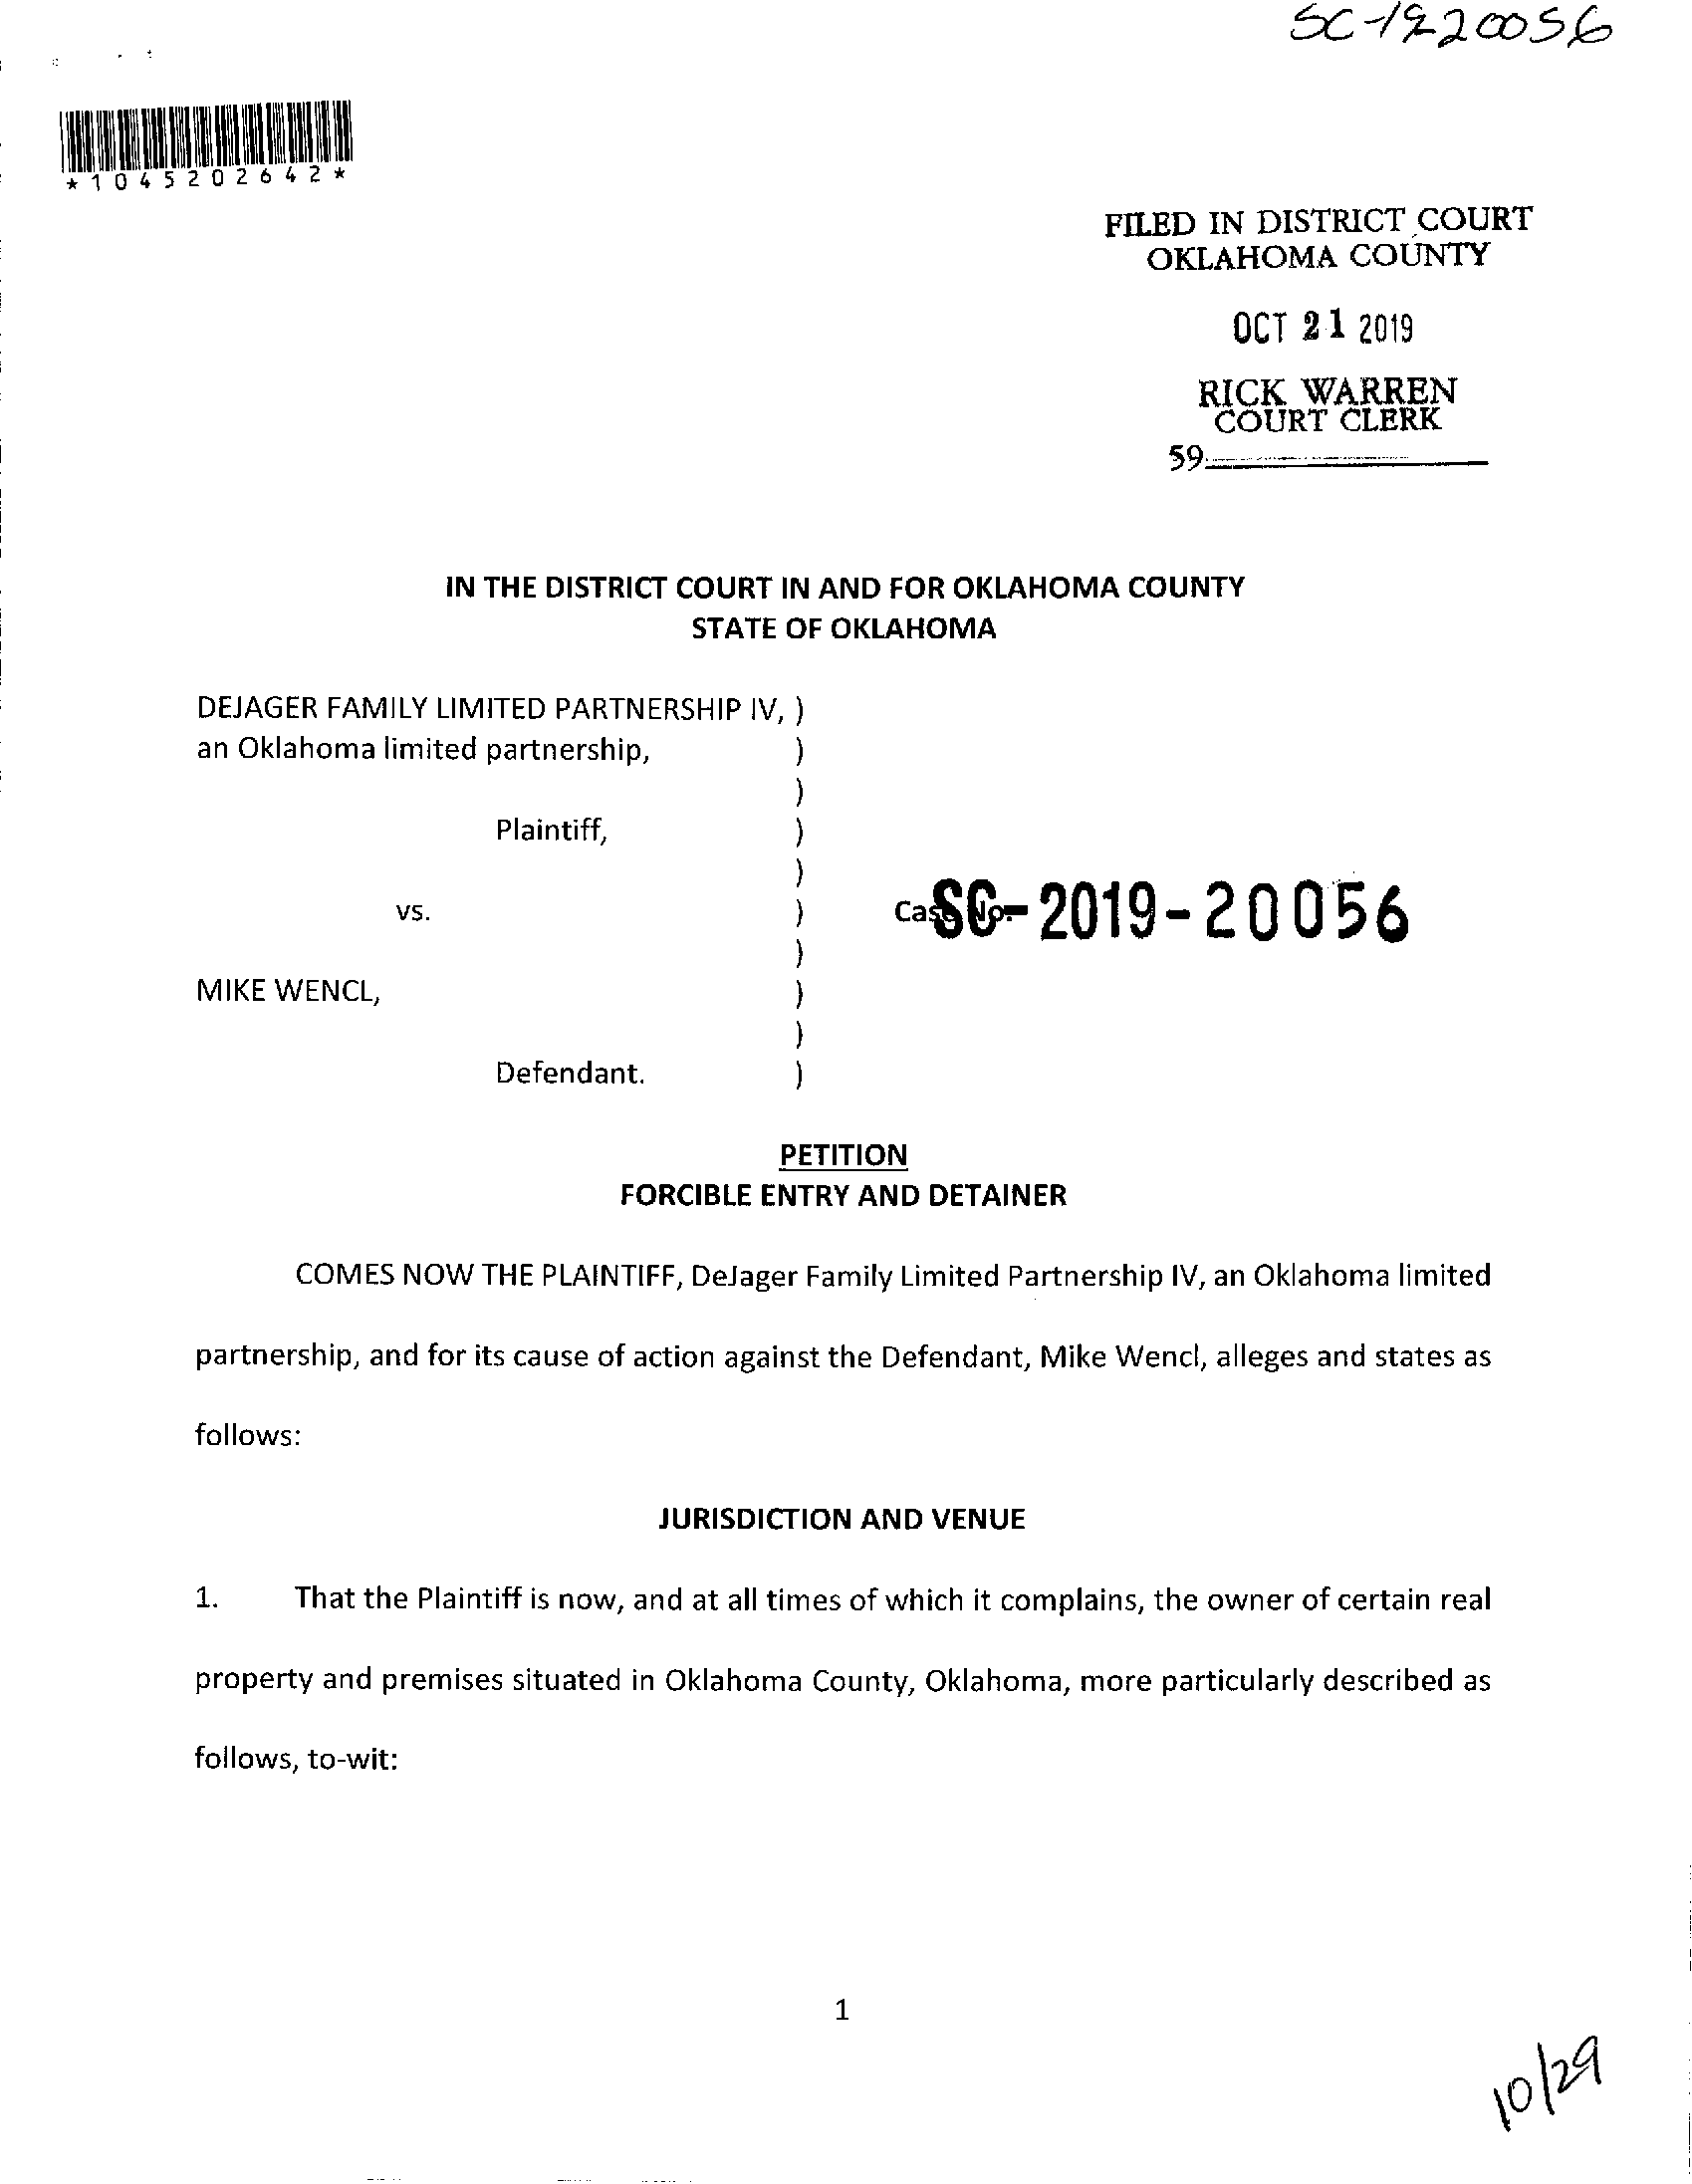 SC-19-20056
*1045202642*
FILED IN DISTRICT COURT
OKLAHOMA COUNTY
OCT 21 2019
RICK WARREN
COURT CLERK
59
IN THE DISTRICT COURT IN AND FOR OKLAHOMA COUNTY
STATE OF OKLAHOMA
DEJAGER FAMILY LIMITED PARTNERSHIP IV, )
an Oklahoma limited partnership, )
)
Plaintiff, )
)
vs. ) Case No. SC-2019-20056
)
MIKE WENCL, )
)
Defendant. )
PETITION
FORCIBLE ENTRY AND DETAINER
COMES NOW THE PLAINTIFF, DeJager Family Limited Partnership IV, an Oklahoma limited
partnership, and for its cause of action against the Defendant, Mike Wencl, alleges and states as
follows:
JURISDICTION AND VENUE
1. That the Plaintiff is now, and at all times of which it complains, the owner of certain real
property and premises situated in Oklahoma County, Oklahoma, more particularly described as
follows, to-wit:
1
10/29